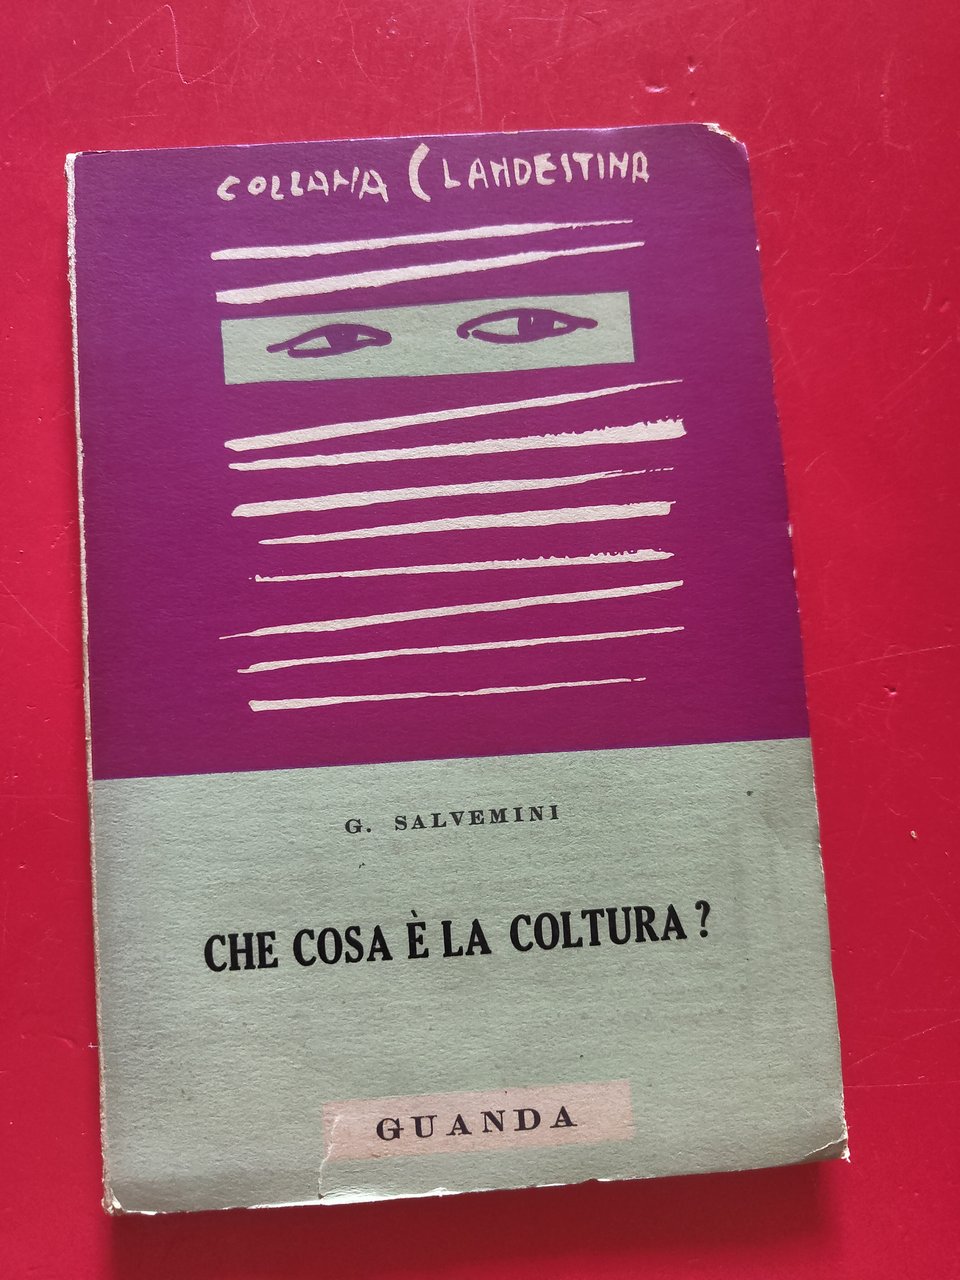 COLLANA CLANDESTINA
G. SALVEMINI
CHE COSA È LA COLTURA?
GUANDA